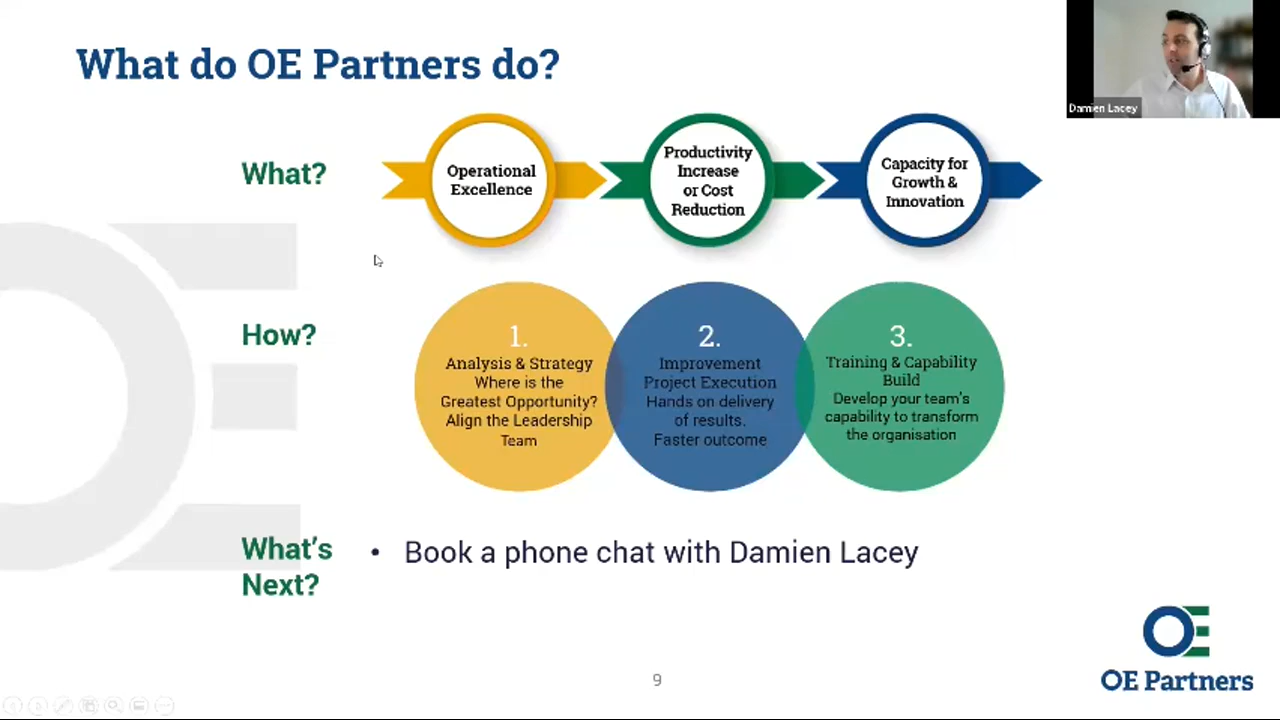 What do OE Partners do?
Damien Lacey
What?
Operational
Excellence
Productivity
Increase
or Cost
Reduction
Capacity for
Growth &
Innovation
How?
1.
Analysis & Strategy
Where is the
Greatest Opportunity?
Align the Leadership
Team
2.
Improvement
Project Execution
Hands on delivery
of results.
Faster outcome
3.
Training & Capability
Build
Develop your team's
capability to transform
the organisation
What's
Next?
• Book a phone chat with Damien Lacey
OE
OE Partners
9